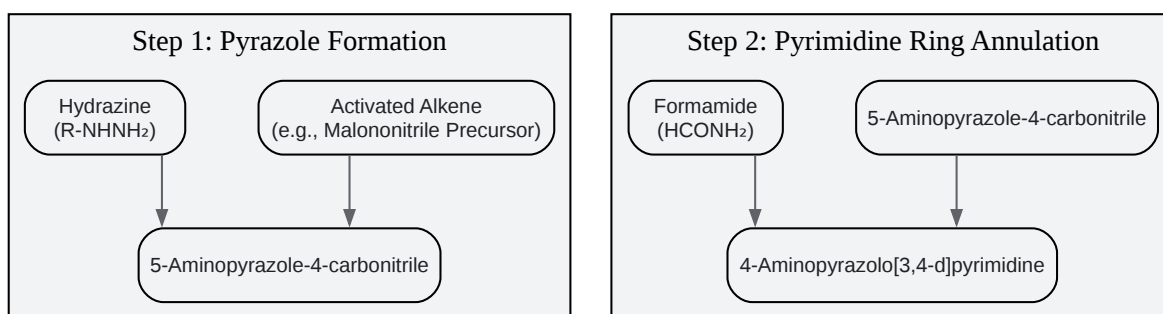 Step 1: Pyrazole Formation
Hydrazine
(R-NHNH₂)
Activated Alkene
(e.g., Malononitrile Precursor)
5-Aminopyrazole-4-carbonitrile
Step 2: Pyrimidine Ring Annulation
Formamide
(HCONH₂)
5-Aminopyrazole-4-carbonitrile
4-Aminopyrazolo[3,4-d]pyrimidine